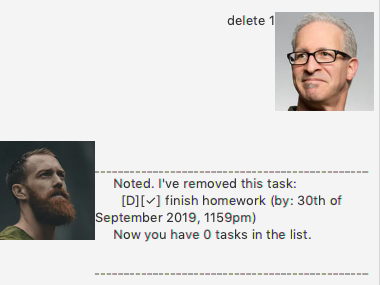 delete 1
------------------------------------------------
Noted. I've removed this task:
[D][✓] finish homework (by: 30th of
September 2019, 1159pm)
Now you have 0 tasks in the list.
------------------------------------------------